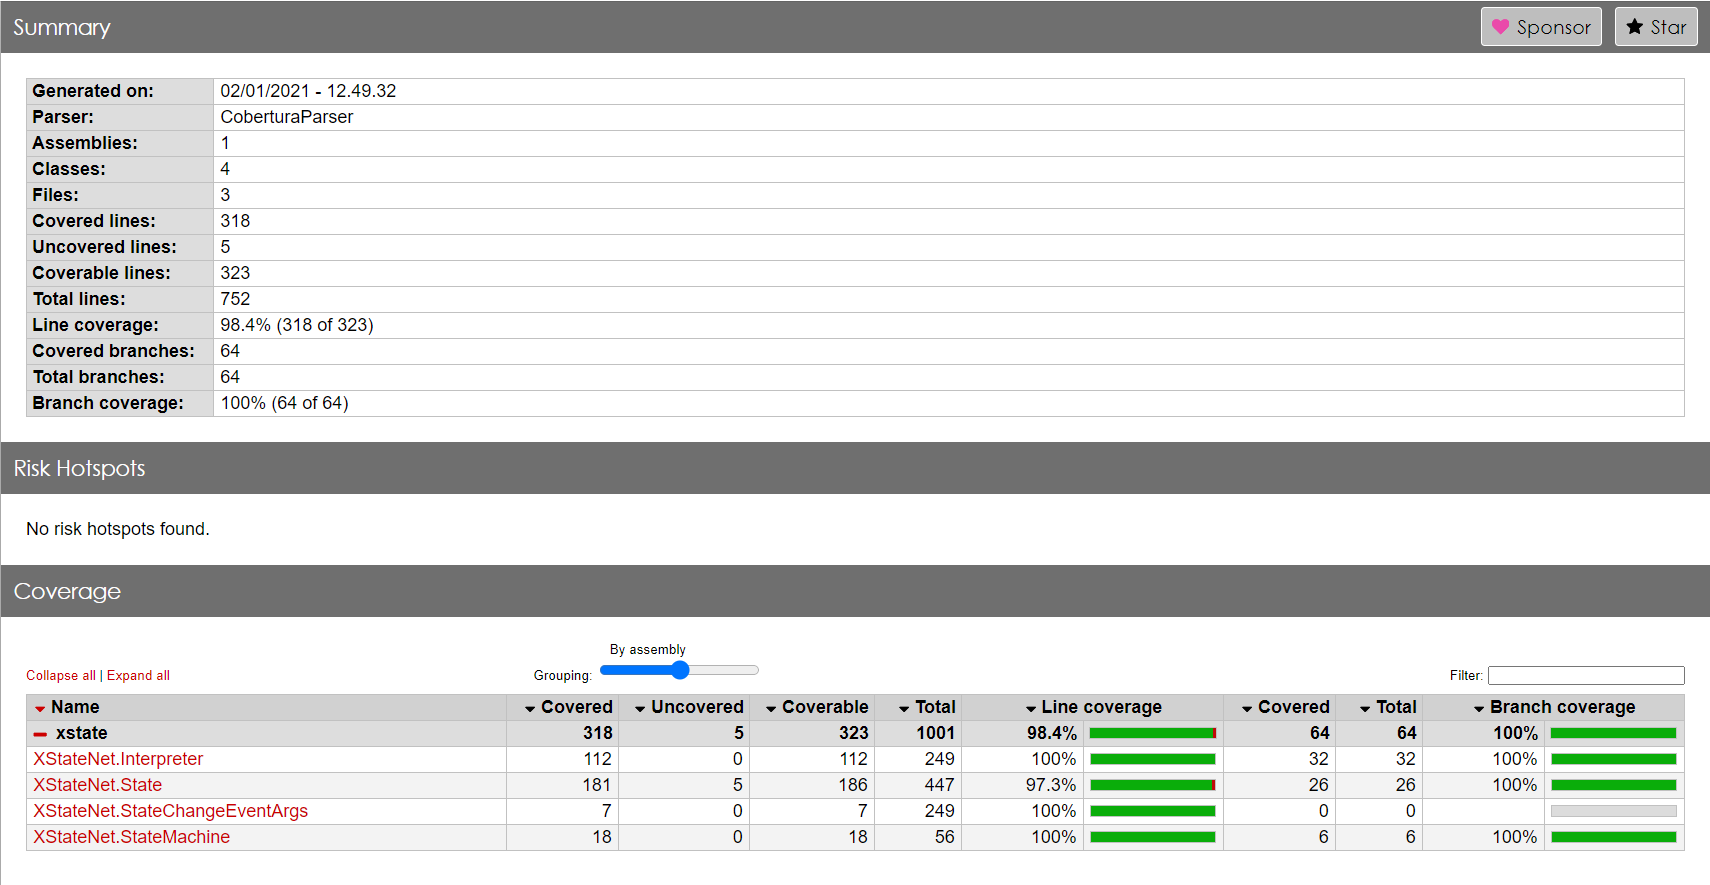 Summary
Sponsor
Star
Generated on: 02/01/2021 - 12.49.32
Parser: CoberturaParser
Assemblies: 1
Classes: 4
Files: 3
Covered lines: 318
Uncovered lines: 5
Coverable lines: 323
Total lines: 752
Line coverage: 98.4% (318 of 323)
Covered branches: 64
Total branches: 64
Branch coverage: 100% (64 of 64)
Risk Hotspots
No risk hotspots found.
Coverage
By assembly
Collapse all | Expand all
Grouping:
Filter:
Name Covered Uncovered Coverable Total Line coverage Covered Total Branch coverage
xstate 318 5 323 1001 98.4% 64 64 100%
XStateNet.Interpreter 112 0 112 249 100% 32 32 100%
XStateNet.State 181 5 186 447 97.3% 26 26 100%
XStateNet.StateChangeEventArgs 7 0 7 249 100% 0 0
XStateNet.StateMachine 18 0 18 56 100% 6 6 100%